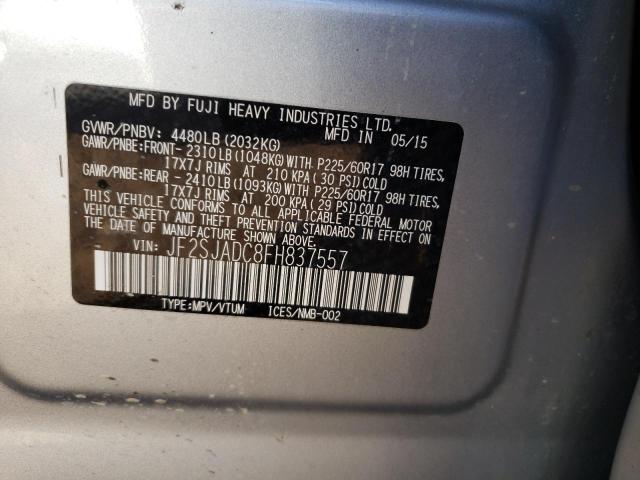 MFD BY FUJI HEAVY INDUSTRIES LTD.
GVWR/PNBV: 4480LB (2032KG) MFD IN 05/15
GAWR/PNBE:FRONT- 2310LB(1048KG)WITH P225/60R17 98H TIRES,
17X7J RIMS AT 210 KPA( 30 PSI)COLD
GAWR/PNBE:REAR - 2410LB(1093KG)WITH P225/60R17 98H TIRES,
17X7J RIMS AT 200 KPA( 29 PSI)COLD
THIS VEHICLE CONFORMS TO ALL APPLICABLE FEDERAL MOTOR
VEHICLE SAFETY AND THEFT PREVENTION STANDARDS IN EFFECT ON
THE DATE OF MANUFACTURE SHOWN ABOVE.
VIN: JF2SJADC8FH837557
TYPE:MPV/VTUM ICES/NMB-002